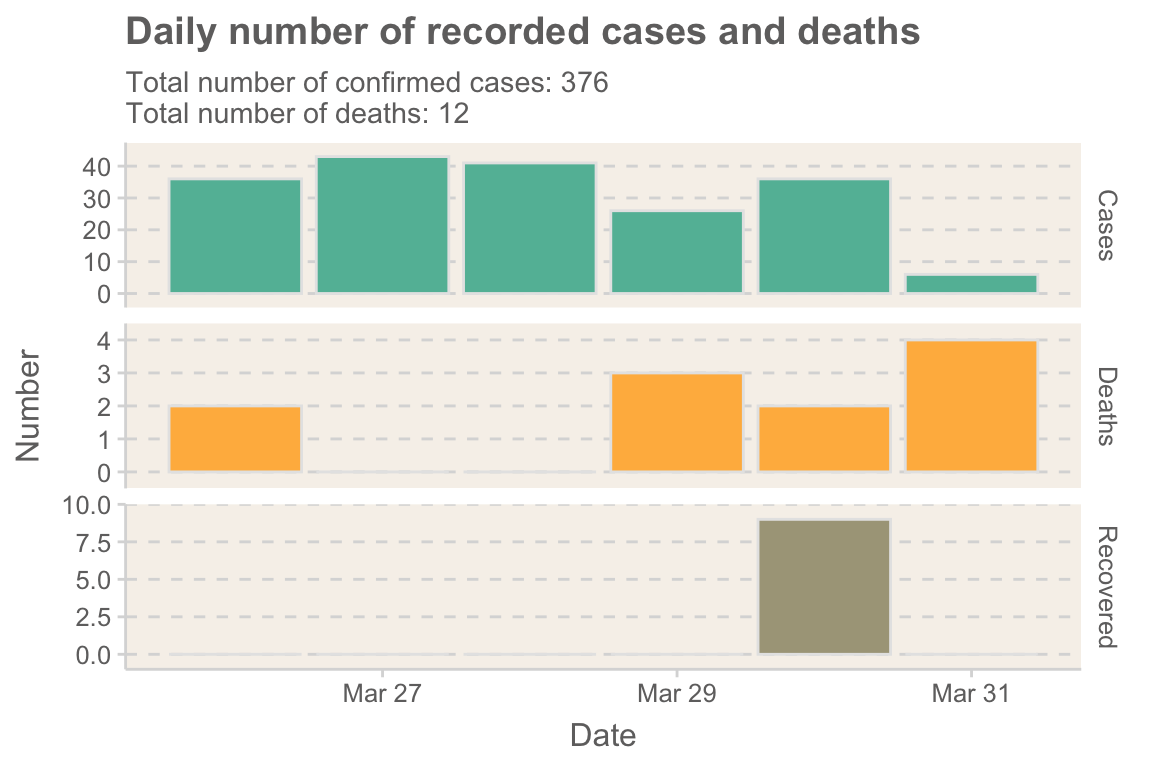 Daily number of recorded cases and deaths
Total number of confirmed cases: 376
Total number of deaths: 12
40
30
20
10
0
Cases
4
3
2
1
0
Deaths
Number
10.0
7.5
5.0
2.5
0.0
Recovered
Mar 27 Mar 29 Mar 31
Date